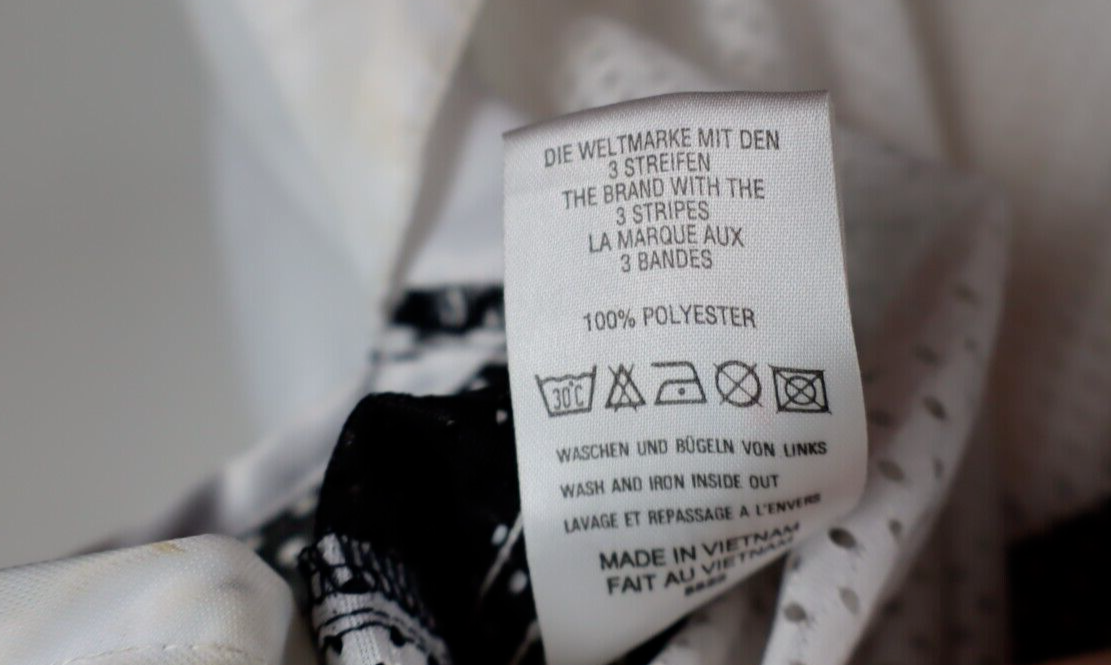 DIE WELTMARKE MIT DEN
3 STREIFEN
THE BRAND WITH THE
3 STRIPES
LA MARQUE AUX
3 BANDES
100% POLYESTER
30°C
WASCHEN UND BÜGELN VON LINKS
WASH AND IRON INSIDE OUT
LAVAGE ET REPASSAGE A L'ENVERS
MADE IN VIETNAM
FAIT AU VIETNAM